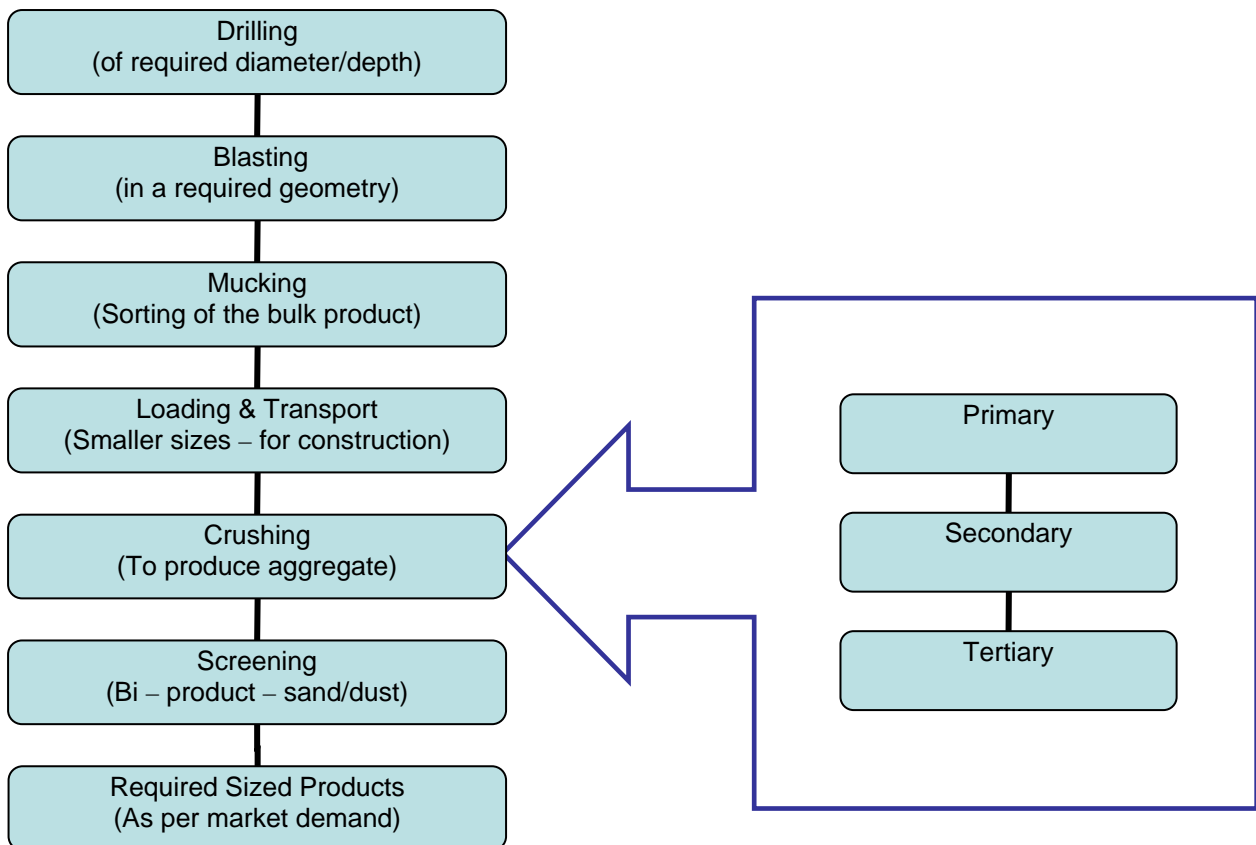 Drilling
(of required diameter/depth)
Blasting
(in a required geometry)
Mucking
(Sorting of the bulk product)
Loading & Transport
(Smaller sizes – for construction)
Crushing
(To produce aggregate)
Screening
(Bi – product – sand/dust)
Required Sized Products
(As per market demand)
Primary
Secondary
Tertiary